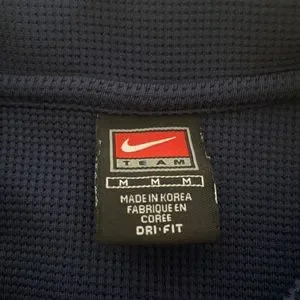 TEAM
M M M
MADE IN KOREA
FABRIQUE EN
COREE
DRI-FIT